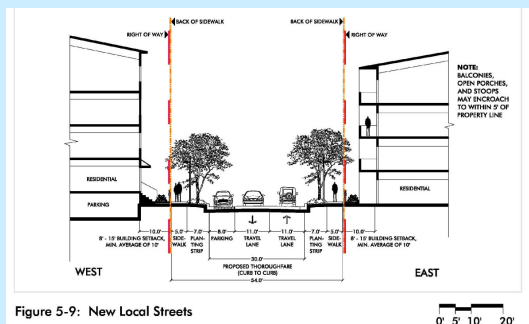 BACK OF SIDEWALK BACK OF SIDEWALK
RIGHT OF WAY RIGHT OF WAY
NOTE:
BALCONIES,
OPEN PORCHES,
AND STOOPS
MAY ENCROACH
TO WITHIN 5' OF
PROPERTY LINE
RESIDENTIAL RESIDENTIAL
PARKING
10.0' 5.0' 7.0' 8.0' 11.0' 11.0' 7.0' 5.0' 10.0'
8' - 15' BUILDING SETBACK, MIN. AVERAGE OF 10'
SIDE-WALK
PLAN-TING STRIP
PARKING
TRAVEL LANE
TRAVEL LANE
PLAN-TING STRIP
SIDE-WALK
8' - 15' BUILDING SETBACK, MIN. AVERAGE OF 10'
30.0'
PROPOSED THOROUGHFARE
(CURB TO CURB)
54.0'
WEST EAST
Figure 5-9: New Local Streets
0' 5' 10' 20'